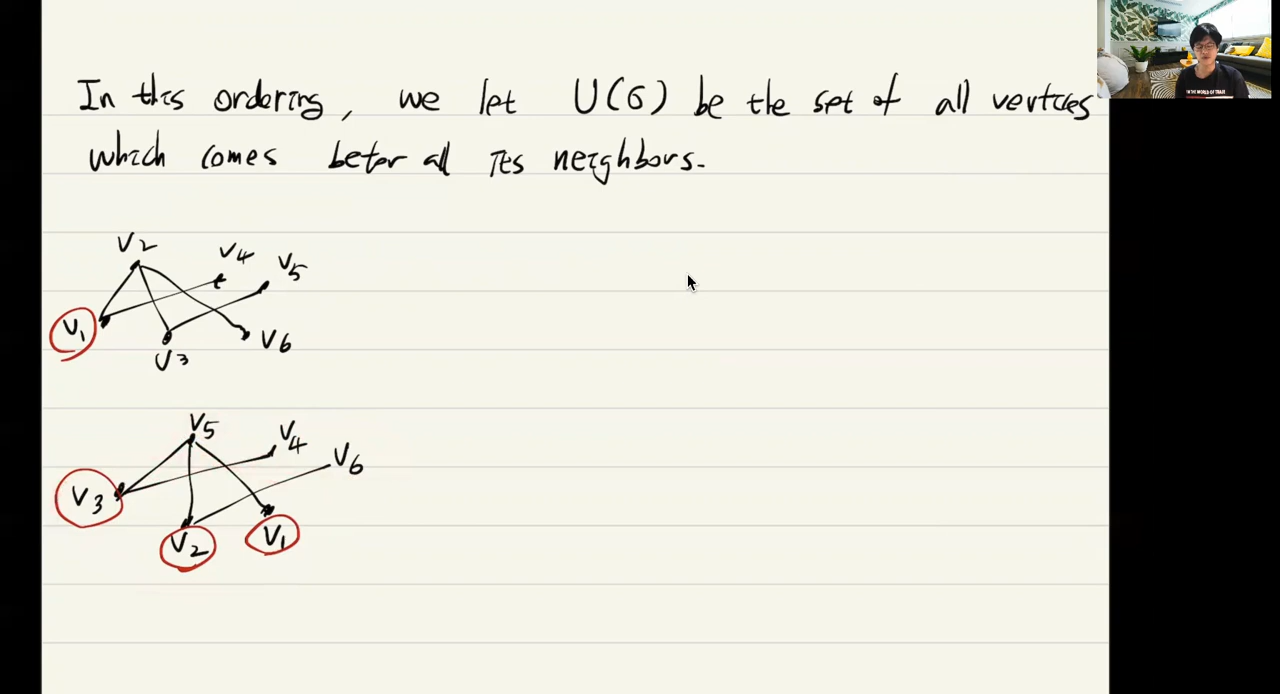 In this ordering, we let U(σ) be the set of all vertices
which comes befor all its neighbors.
V2
V4
V5
V1
V6
V3
V5
V4
V6
V3
V2
V1